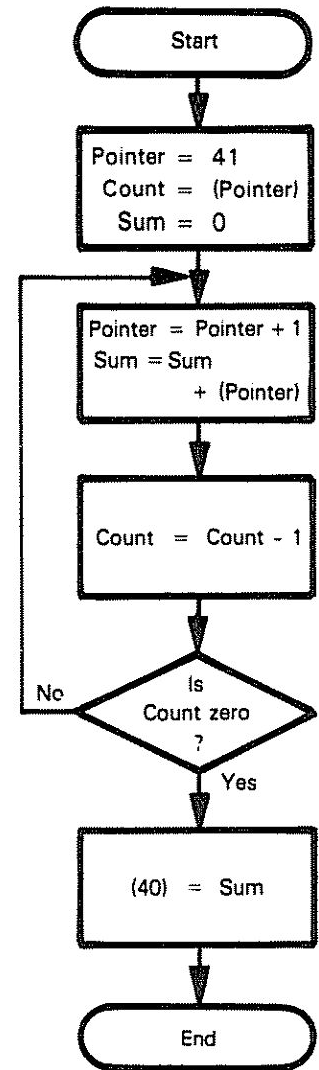 Start
Pointer = 41
Count = (Pointer)
Sum = 0
Pointer = Pointer + 1
Sum = Sum
+ (Pointer)
Count = Count - 1
Is
Count zero
?
No
Yes
(40) = Sum
End